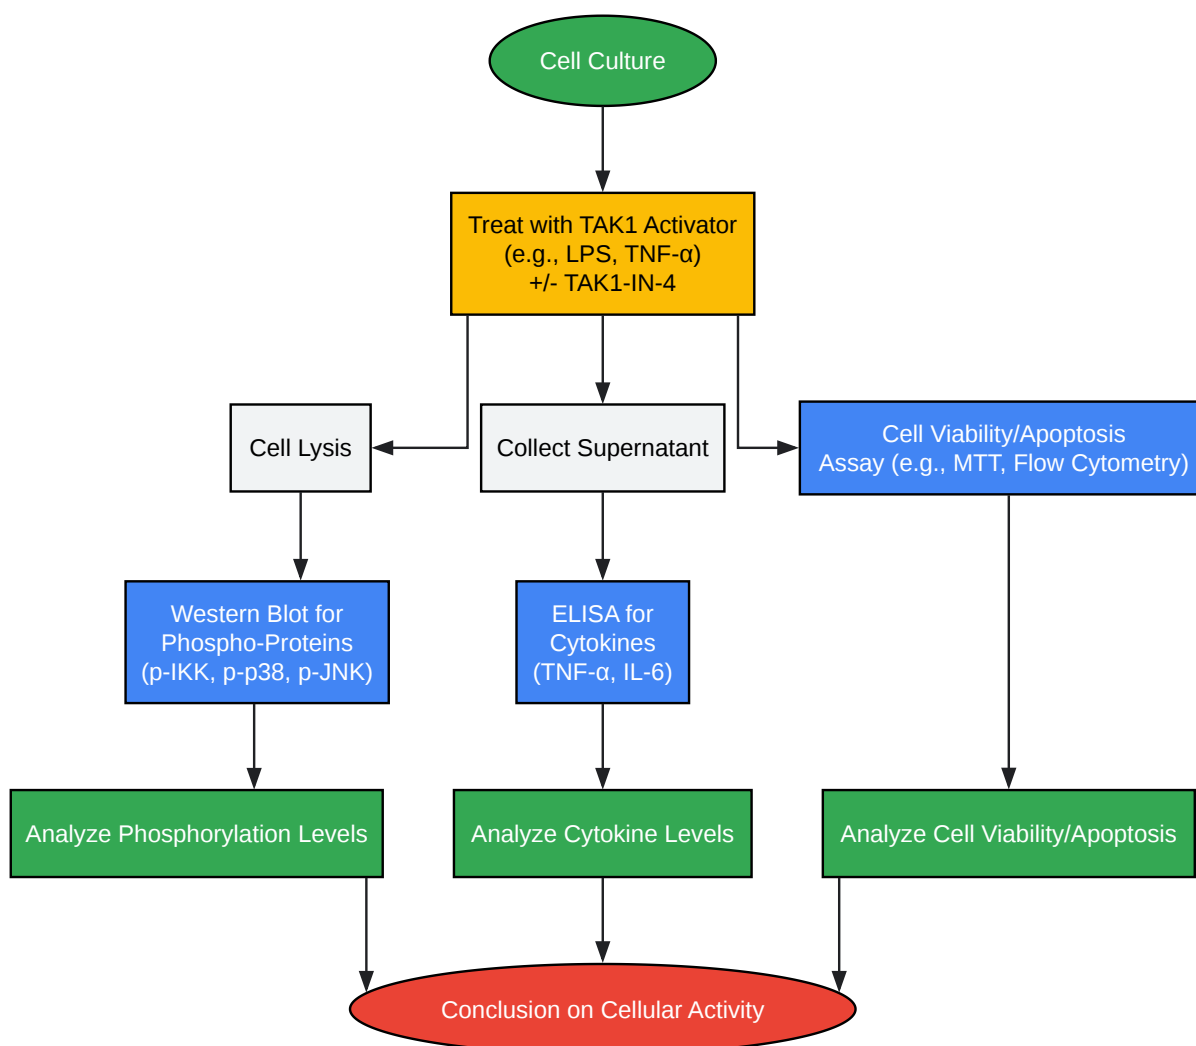 Cell Culture
Treat with TAK1 Activator
(e.g., LPS, TNF-α)
+/- TAK1-IN-4
Cell Lysis
Collect Supernatant
Cell Viability/Apoptosis
Assay (e.g., MTT, Flow Cytometry)
Western Blot for
Phospho-Proteins
(p-IKK, p-p38, p-JNK)
ELISA for
Cytokines
(TNF-α, IL-6)
Analyze Phosphorylation Levels
Analyze Cytokine Levels
Analyze Cell Viability/Apoptosis
Conclusion on Cellular Activity